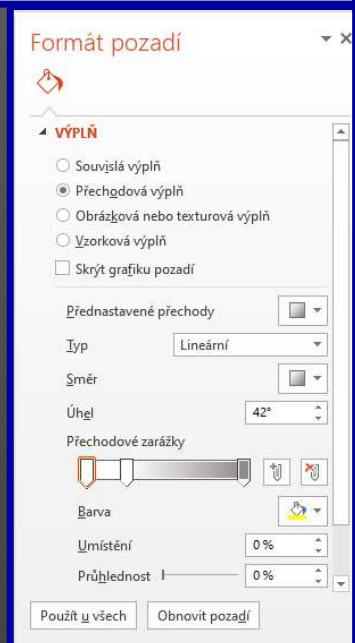 Formát pozadí
VÝPLŇ
Souvislá výplň
Přechodová výplň
Obrázková nebo texturová výplň
Vzorková výplň
Skrýt grafiku pozadí
Přednastavené přechody
Typ Lineární
Směr
Úhel 42°
Přechodové zarážky
Barva
Umístění 0 %
Průhlednost 0 %
Použít u všech Obnovit pozadí